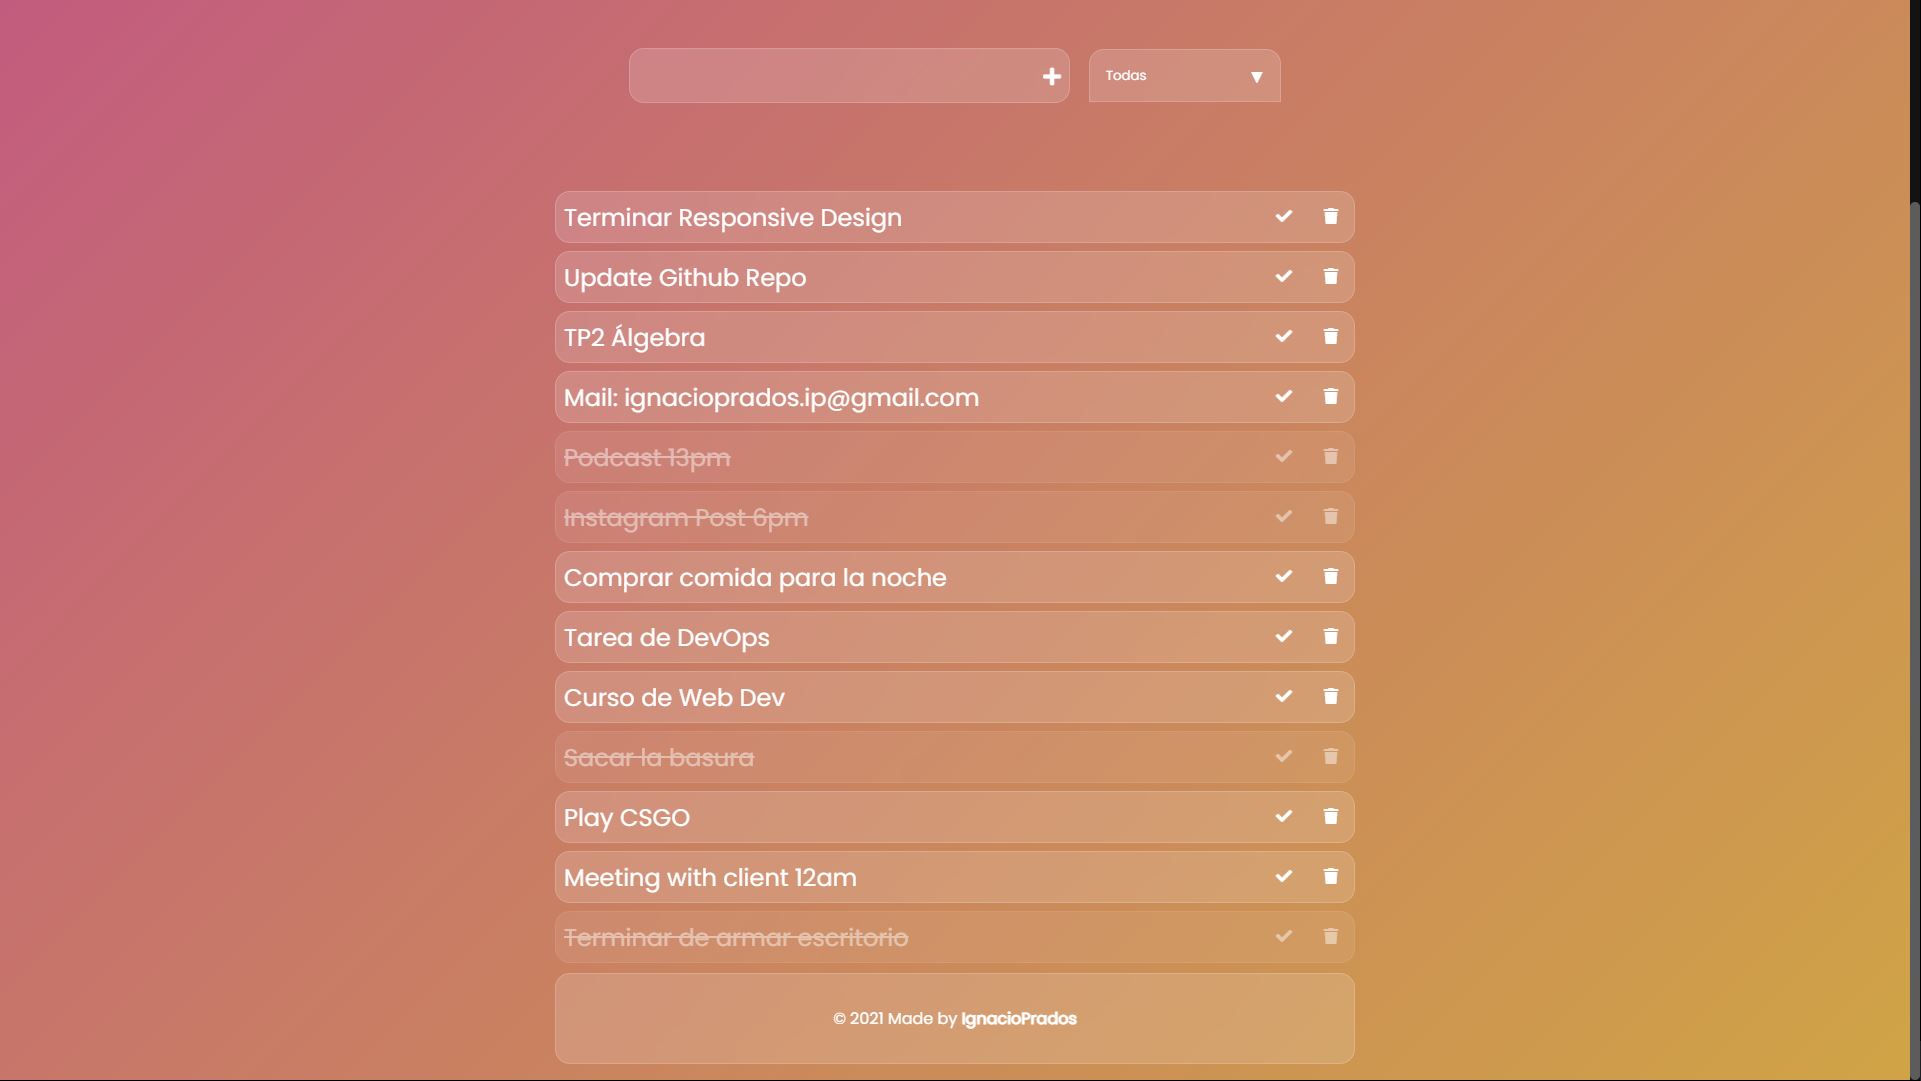 Todas
Terminar Responsive Design
Update Github Repo
TP2 Álgebra
Mail: ignacioprados.ip@gmail.com
Podcast 13pm
Instagram Post 6pm
Comprar comida para la noche
Tarea de DevOps
Curso de Web Dev
Sacar la basura
Play CSGO
Meeting with client 12am
Terminar de armar escritorio
© 2021 Made by IgnacioPrados